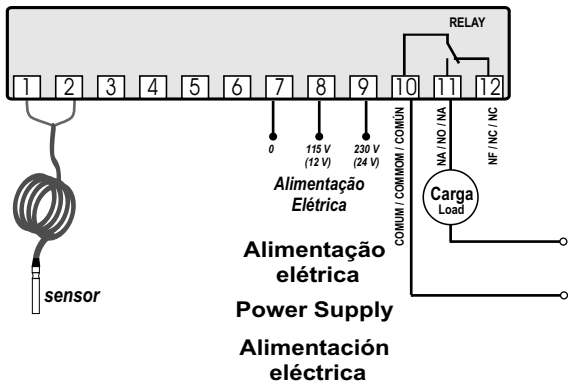 RELAY
1 2 3 4 5 6 7 8 9 10 11 12
0
115 V
(12 V)
230 V
(24 V)
Alimentação
Elétrica
COMUM / COMMOM / COMÚN
NA / NO / NA
NF / NC / NC
Carga
Load
sensor
Alimentação
elétrica
Power Supply
Alimentación
eléctrica